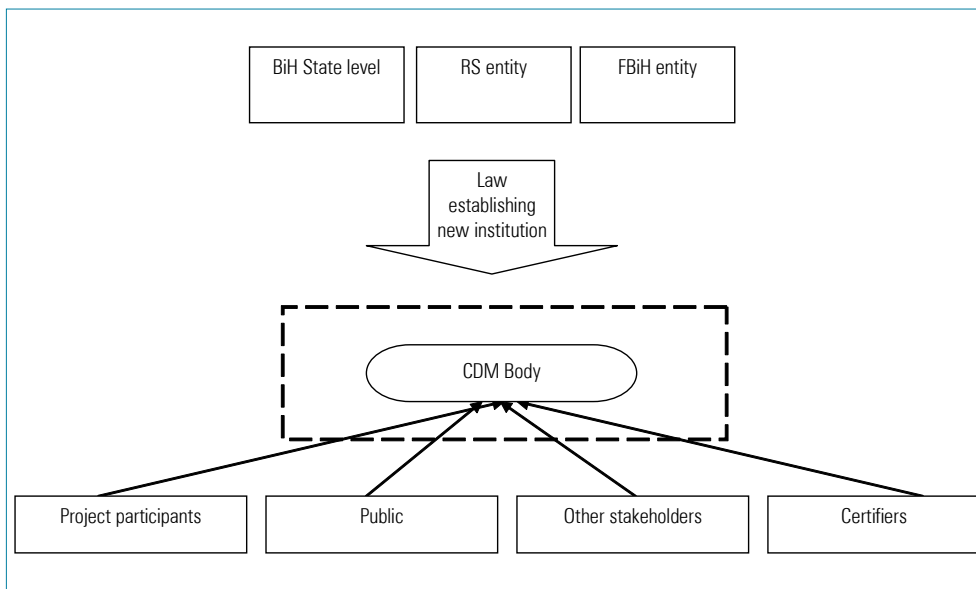 BiH State level
RS entity
FBiH entity
Law
establishing
new institution
CDM Body
Project participants
Public
Other stakeholders
Certifiers